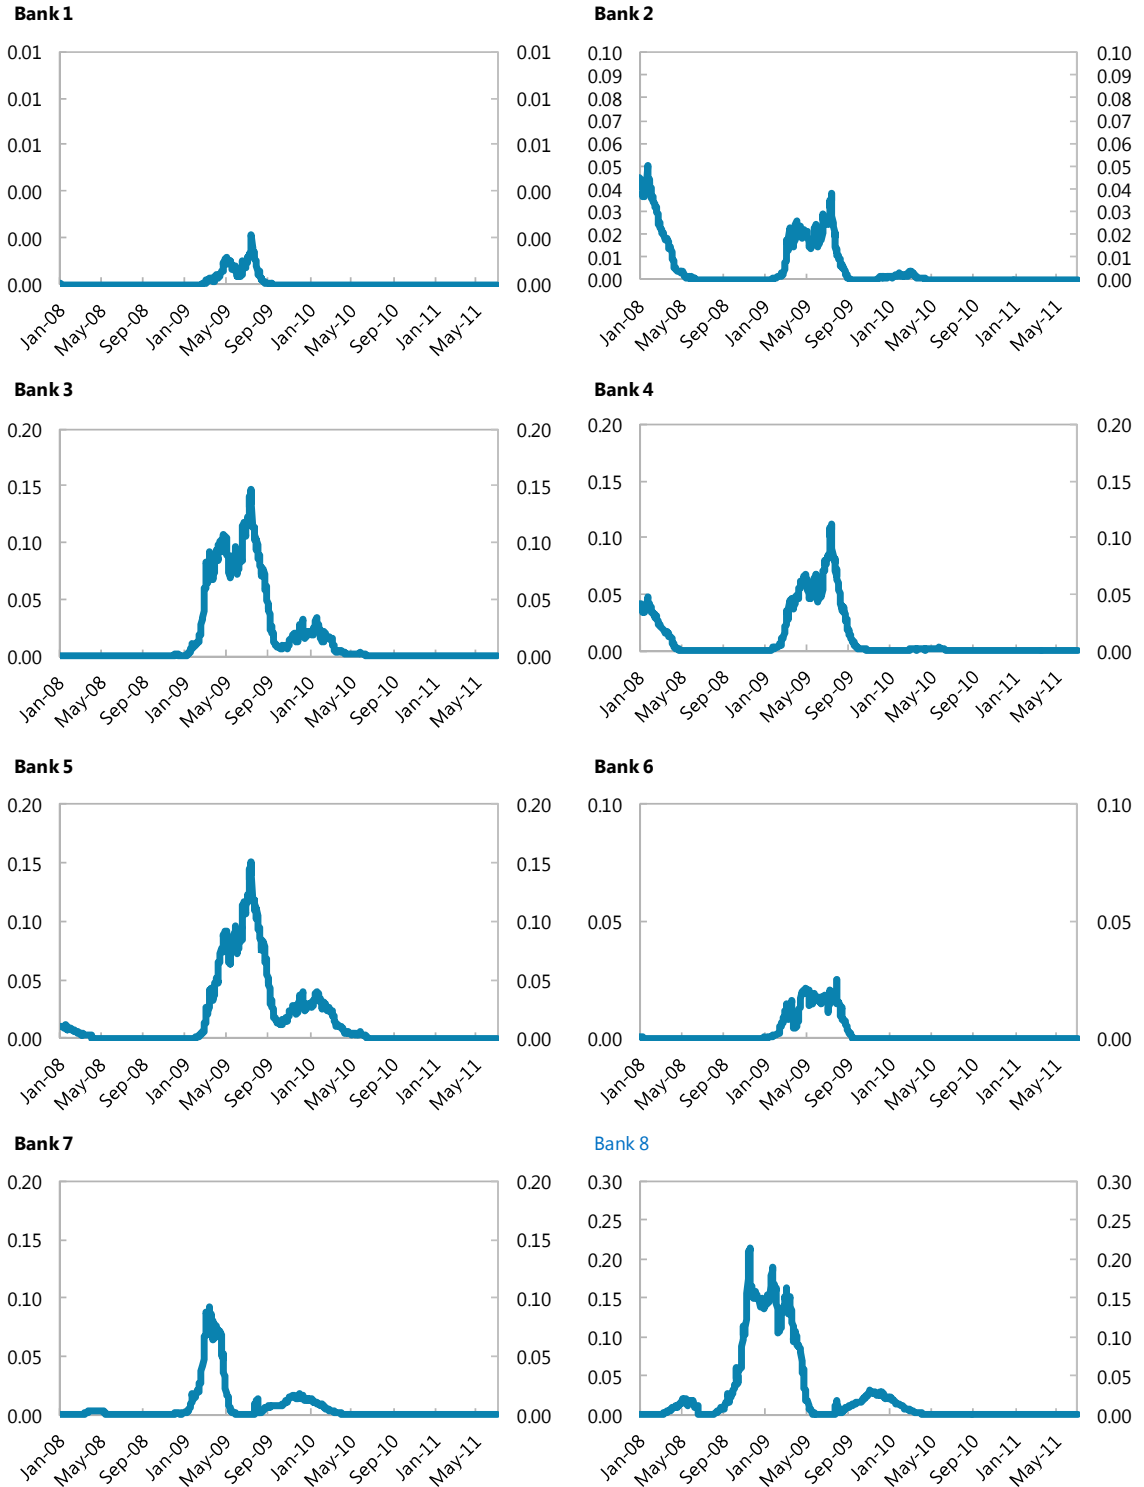 Bank 1
0.01 0.01
0.01 0.01
0.01 0.01
0.00 0.00
0.00 0.00
0.00 0.00
Jan-08 May-08 Sep-08 Jan-09 May-09 Sep-09 Jan-10 May-10 Sep-10 Jan-11 May-11
Bank 2
0.10 0.10
0.09 0.09
0.08 0.08
0.07 0.07
0.06 0.06
0.05 0.05
0.04 0.04
0.03 0.03
0.02 0.02
0.01 0.01
0.00 0.00
Jan-08 May-08 Sep-08 Jan-09 May-09 Sep-09 Jan-10 May-10 Sep-10 Jan-11 May-11
Bank 3
0.20 0.20
0.15 0.15
0.10 0.10
0.05 0.05
0.00 0.00
Jan-08 May-08 Sep-08 Jan-09 May-09 Sep-09 Jan-10 May-10 Sep-10 Jan-11 May-11
Bank 4
0.20 0.20
0.15 0.15
0.10 0.10
0.05 0.05
0.00 0.00
Jan-08 May-08 Sep-08 Jan-09 May-09 Sep-09 Jan-10 May-10 Sep-10 Jan-11 May-11
Bank 5
0.20 0.20
0.15 0.15
0.10 0.10
0.05 0.05
0.00 0.00
Jan-08 May-08 Sep-08 Jan-09 May-09 Sep-09 Jan-10 May-10 Sep-10 Jan-11 May-11
Bank 6
0.10 0.10
0.05 0.05
0.00 0.00
Jan-08 May-08 Sep-08 Jan-09 May-09 Sep-09 Jan-10 May-10 Sep-10 Jan-11 May-11
Bank 7
0.20 0.20
0.15 0.15
0.10 0.10
0.05 0.05
0.00 0.00
Jan-08 May-08 Sep-08 Jan-09 May-09 Sep-09 Jan-10 May-10 Sep-10 Jan-11 May-11
Bank 8
0.30 0.30
0.25 0.25
0.20 0.20
0.15 0.15
0.10 0.10
0.05 0.05
0.00 0.00
Jan-08 May-08 Sep-08 Jan-09 May-09 Sep-09 Jan-10 May-10 Sep-10 Jan-11 May-11